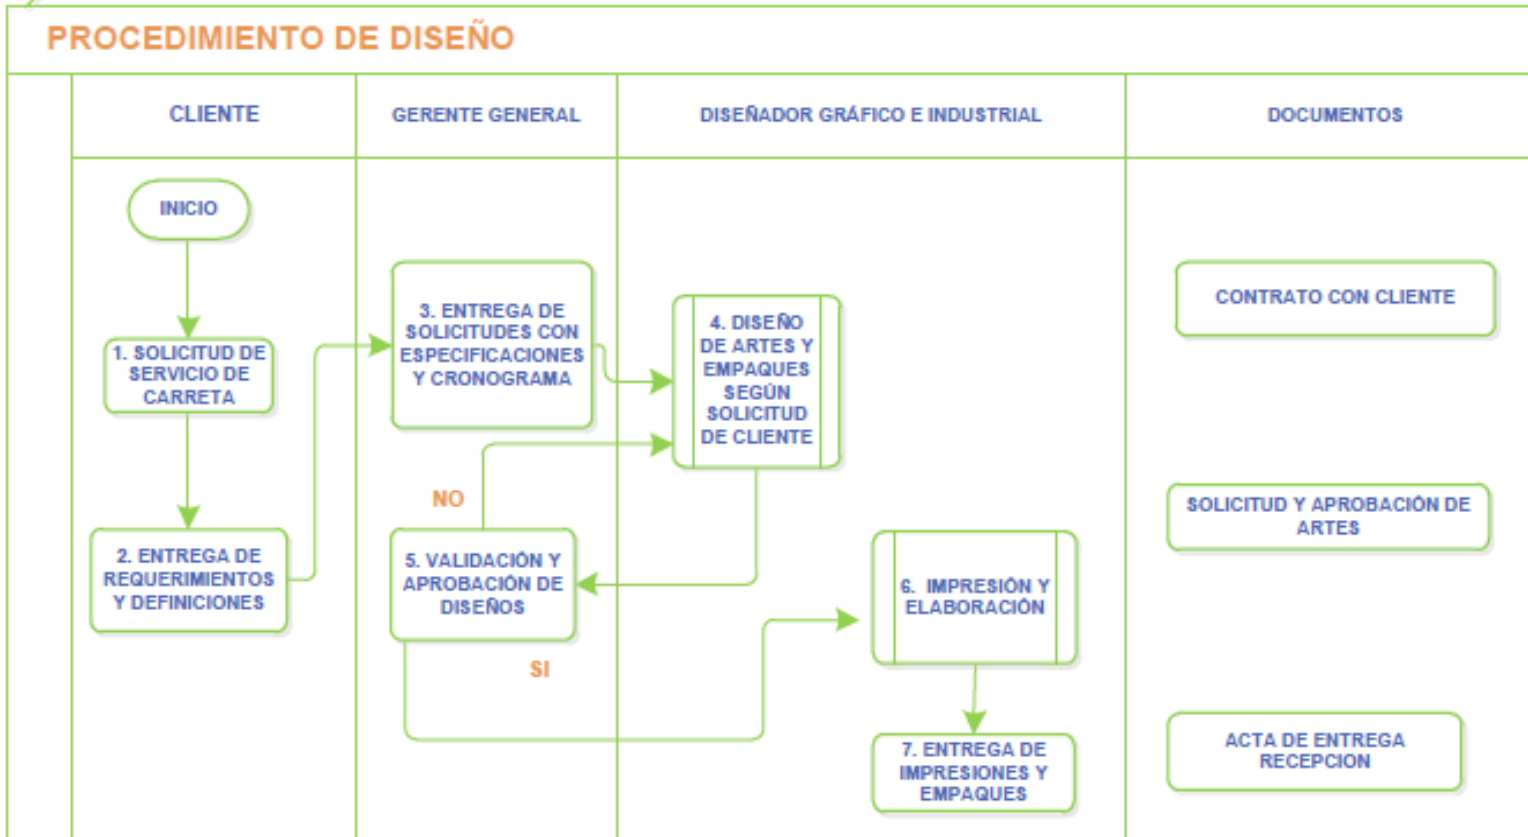 PROCEDIMIENTO DE DISEÑO
CLIENTE
GERENTE GENERAL
DISEÑADOR GRÁFICO E INDUSTRIAL
DOCUMENTOS
INICIO
1. SOLICITUD DE
SERVICIO DE
CARRETA
2. ENTREGA DE
REQUERIMIENTOS
Y DEFINICIONES
3. ENTREGA DE
SOLICITUDES CON
ESPECIFICACIONES
Y CRONOGRAMA
4. DISEÑO
DE ARTES Y
EMPAQUES
SEGÚN
SOLICITUD
DE CLIENTE
NO
5. VALIDACIÓN Y
APROBACIÓN DE
DISEÑOS
SI
6. IMPRESIÓN Y
ELABORACIÓN
7. ENTREGA DE
IMPRESIONES Y
EMPAQUES
CONTRATO CON CLIENTE
SOLICITUD Y APROBACIÓN DE
ARTES
ACTA DE ENTREGA
RECEPCION